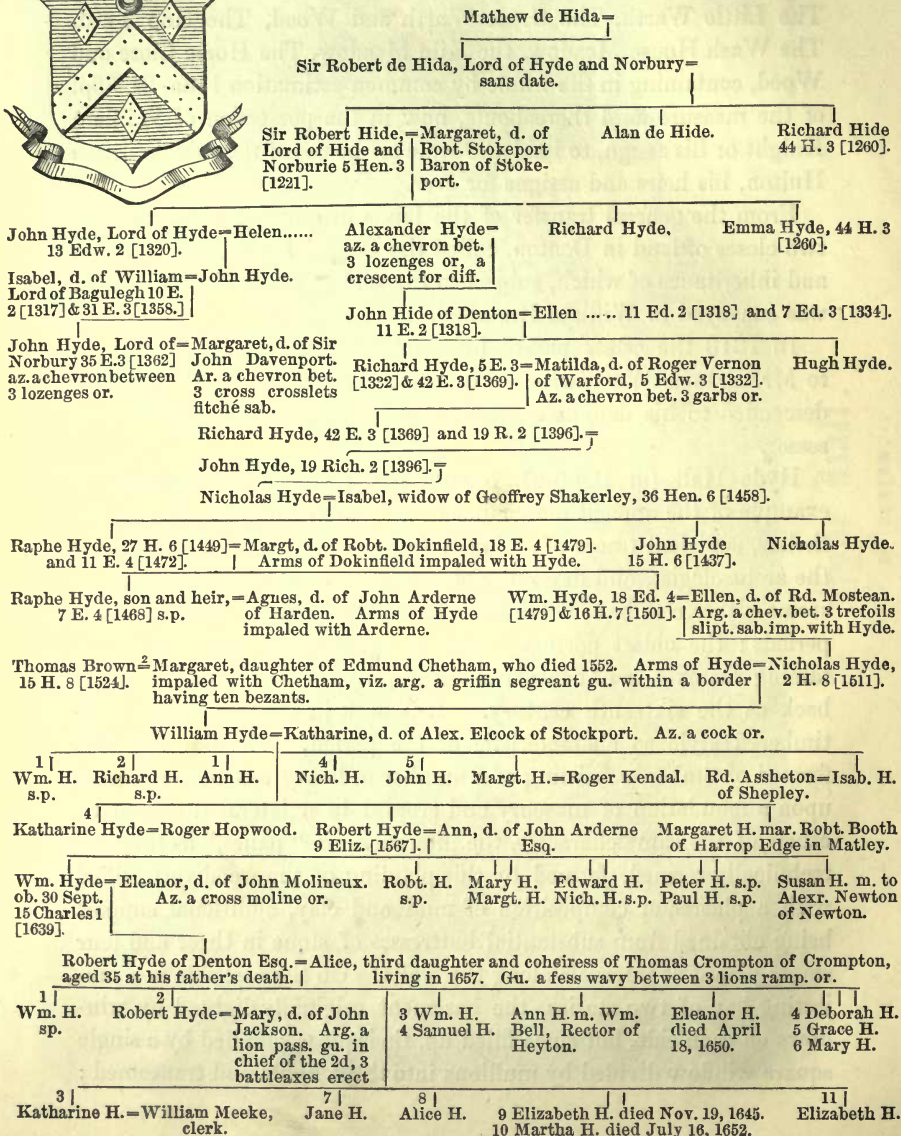 Mathew de Hida=
Sir Robert de Hida, Lord of Hyde and Norbury=
sans date.
Sir Robert Hide,=Margaret, d. of
Lord of Hide and Robt. Stokeport
Norburie 5 Hen. 3 Baron of Stoke-
[1221]. port.
Alan de Hide.
Richard Hide
44 H. 3 [1260].
John Hyde, Lord of Hyde=Helen......
13 Edw. 2 [1320].
Alexander Hyde=
az. a chevron bet.
3 lozenges or, a
crescent for diff.
Richard Hyde.
Emma Hyde, 44 H. 3
[1260].
Isabel, d. of William=John Hyde.
Lord of Bagulegh 10 E.
2 [1317] & 31 E. 3 [1358.]
John Hide of Denton=Ellen ...... 11 Ed. 2 [1318] and 7 Ed. 3 [1334].
11 E. 2 [1318].
John Hyde, Lord of=Margaret, d. of Sir
Norbury 35 E.3 [1362] John Davenport.
az. a chevron between Ar. a chevron bet.
3 lozenges or. 3 cross crosslets
fitché sab.
Richard Hyde, 5 E. 3=Matilda, d. of Roger Vernon
[1332] & 42 E. 3 [1369]. of Warford, 5 Edw. 3 [1332].
Az. a chevron bet. 3 garbs or.
Hugh Hyde.
Richard Hyde, 42 E. 3 [1369] and 19 R. 2 [1396].=
John Hyde, 19 Rich. 2 [1396].=
Nicholas Hyde=Isabel, widow of Geoffrey Shakerley, 36 Hen. 6 [1458].
Raphe Hyde, 27 H. 6 [1449]=Margt, d. of Robt. Dokinfield, 18 E. 4 [1479].
and 11 E. 4 [1472]. Arms of Dokinfield impaled with Hyde.
John Hyde
15 H. 6 [1437].
Nicholas Hyde.
Raphe Hyde, son and heir,=Agnes, d. of John Arderne
7 E. 4 [1468] s.p. of Harden. Arms of Hyde
impaled with Arderne.
Wm. Hyde, 18 Ed. 4=Ellen, d. of Rd. Mostean.
[1479] & 16 H. 7 [1501]. Arg. a chev. bet. 3 trefoils
slipt. sab. imp. with Hyde.
Thomas Brown=2 Margaret, daughter of Edmund Chetham, who died 1552. Arms of Hyde=Nicholas Hyde,
15 H. 8 [1524]. impaled with Chetham, viz. arg. a griffin segreant gu. within a border 2 H. 8 [1511].
having ten bezants.
William Hyde=Katharine, d. of Alex. Elcock of Stockport. Az. a cock or.
1 2 1 4 5
Wm. H. Richard H. Ann H. Nich. H. John H. Margt. H.=Roger Kendal. Rd. Assheton=Isab. H.
s.p. s.p. of Shepley.
4
Katharine Hyde=Roger Hopwood. Robert Hyde=Ann, d. of John Arderne Margaret H. mar. Robt. Booth
9 Eliz. [1567]. Esq. of Harrop Edge in Matley.
Wm. Hyde=Eleanor, d. of John Molineux. Robt. H. Mary H. Edward H. Peter H. s.p. Susan H. m. to
ob. 30 Sept. Az. a cross moline or. s.p. Margt. H. Nich. H. s.p. Paul H. s.p. Alexr. Newton
15 Charles 1 of Newton.
[1639].
Robert Hyde of Denton Esq.=Alice, third daughter and coheiress of Thomas Crompton of Crompton,
aged 35 at his father's death. living in 1657. Gu. a fess wavy between 3 lions ramp. or.
1 2
Wm. H. Robert Hyde=Mary, d. of John 3 Wm. H. Ann H. m. Wm. Eleanor H. 4 Deborah H.
sp. Jackson. Arg. a 4 Samuel H. Bell, Rector of died April 5 Grace H.
lion pass. gu. in Heyton. 18, 1650. 6 Mary H.
chief of the 2d, 3
battleaxes erect
3 7 8 11
Katharine H.=William Meeke, Jane H. Alice H. 9 Elizabeth H. died Nov. 19, 1645. Elizabeth H.
clerk. 10 Martha H. died July 16, 1652.